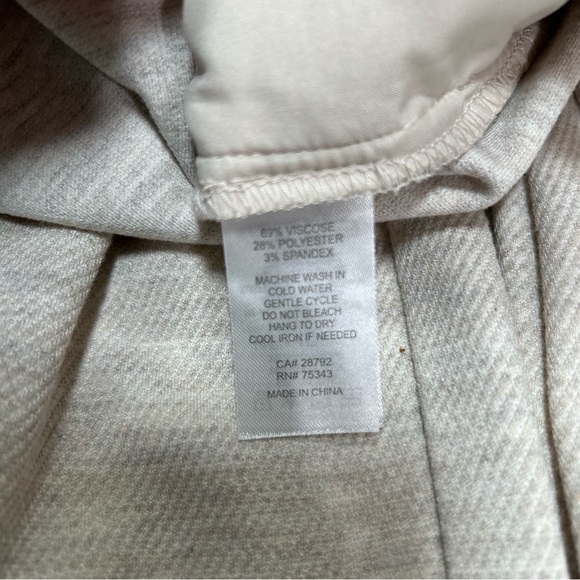 69% VISCOSE
28% POLYESTER
3% SPANDEX
MACHINE WASH IN
COLD WATER
GENTLE CYCLE
DO NOT BLEACH
HANG TO DRY
COOL IRON IF NEEDED
CA# 28792
RN# 75343
MADE IN CHINA